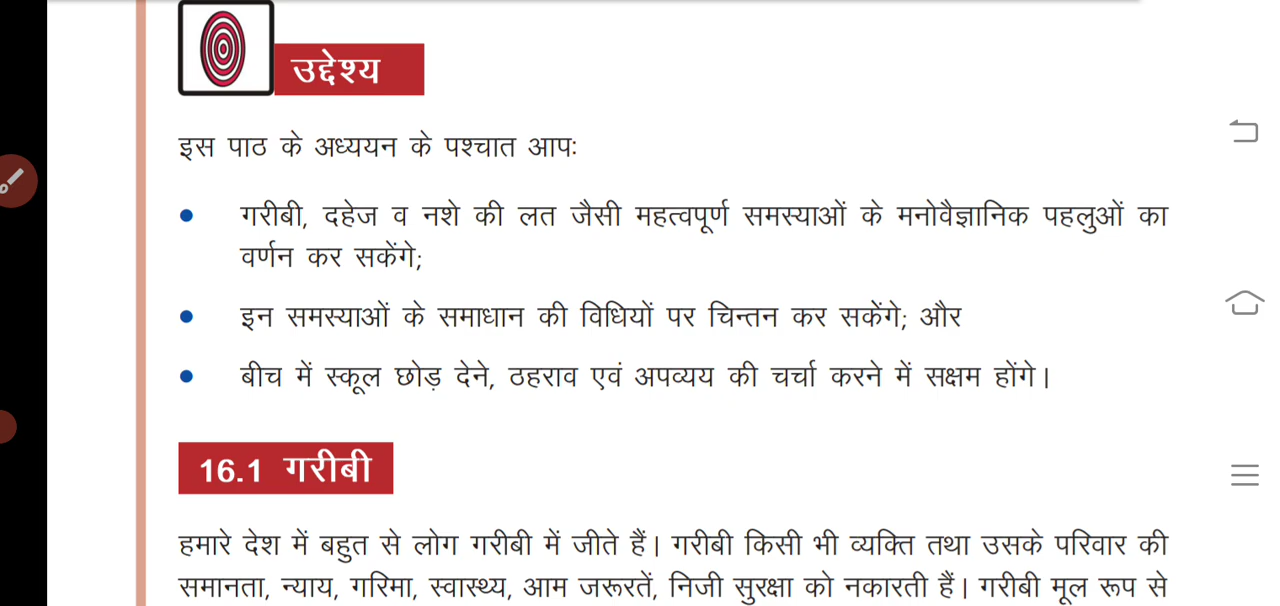 उद्देश्य
इस पाठ के अध्ययन के पश्चात आपः
गरीबी, दहेज व नशे की लत जैसी महत्वपूर्ण समस्याओं के मनोवैज्ञानिक पहलुओं का
वर्णन कर सकेंगे;
इन समस्याओं के समाधान की विधियों पर चिन्तन कर सकेंगे; और
बीच में स्कूल छोड़ देने, ठहराव एवं अपव्यय की चर्चा करने में सक्षम होंगे।
16.1 गरीबी
हमारे देश में बहुत से लोग गरीबी में जीते हैं। गरीबी किसी भी व्यक्ति तथा उसके परिवार की
समानता, न्याय, गरिमा, स्वास्थ्य, आम जरूरतें, निजी सुरक्षा को नकारती हैं। गरीबी मूल रूप से